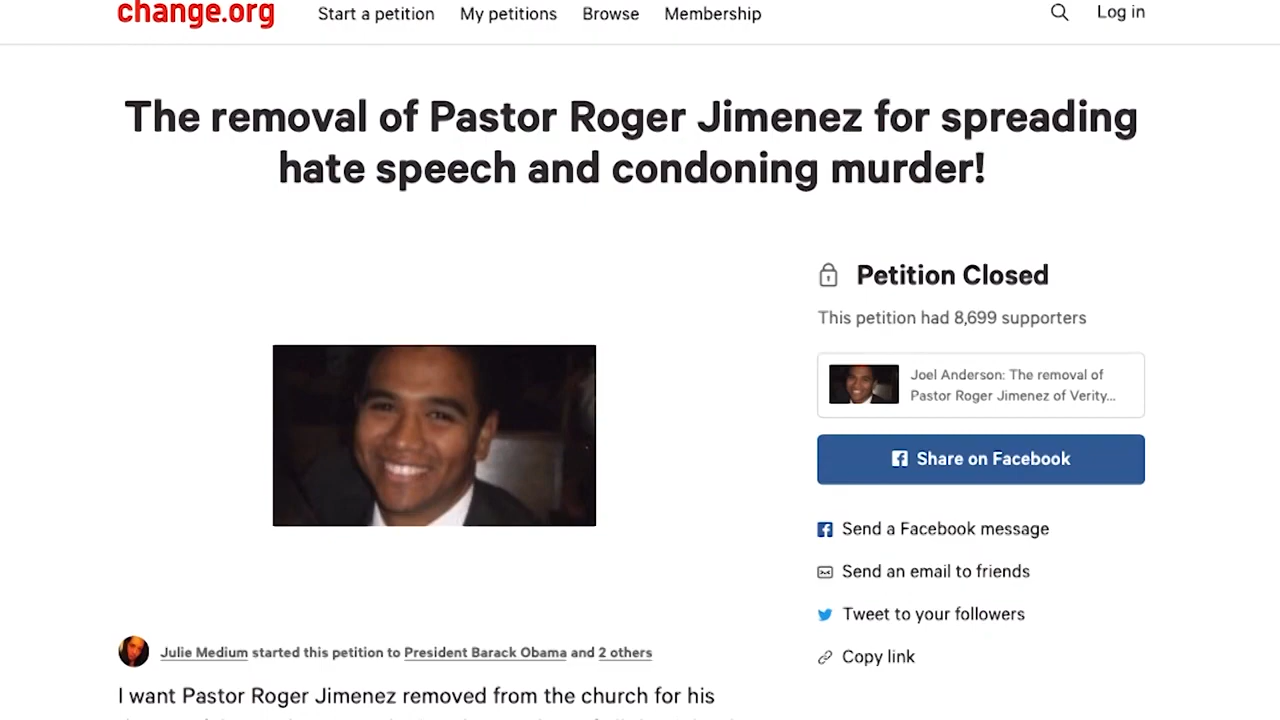 change.org
Start a petition
My petitions
Browse
Membership
Log in
The removal of Pastor Roger Jimenez for spreading
hate speech and condoning murder!
Petition Closed
This petition had 8,699 supporters
Joel Anderson: The removal of
Pastor Roger Jimenez of Verity...
Share on Facebook
Send a Facebook message
Send an email to friends
Tweet to your followers
Copy link
Julie Medium started this petition to President Barack Obama and 2 others
I want Pastor Roger Jimenez removed from the church for his